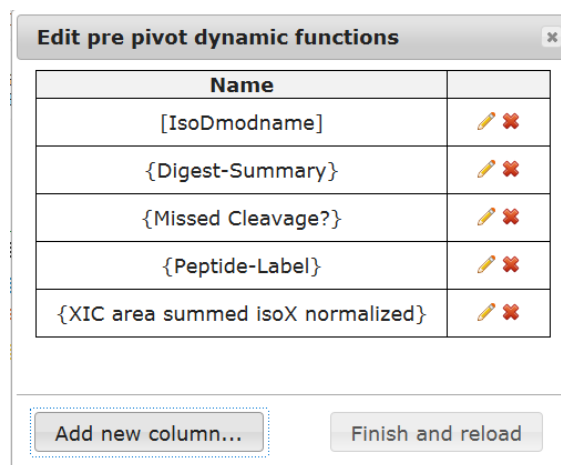 Edit pre pivot dynamic functions
Name
[IsoDmodname]
{Digest-Summary}
{Missed Cleavage?}
{Peptide-Label}
{XIC area summed isoX normalized}
Add new column...
Finish and reload